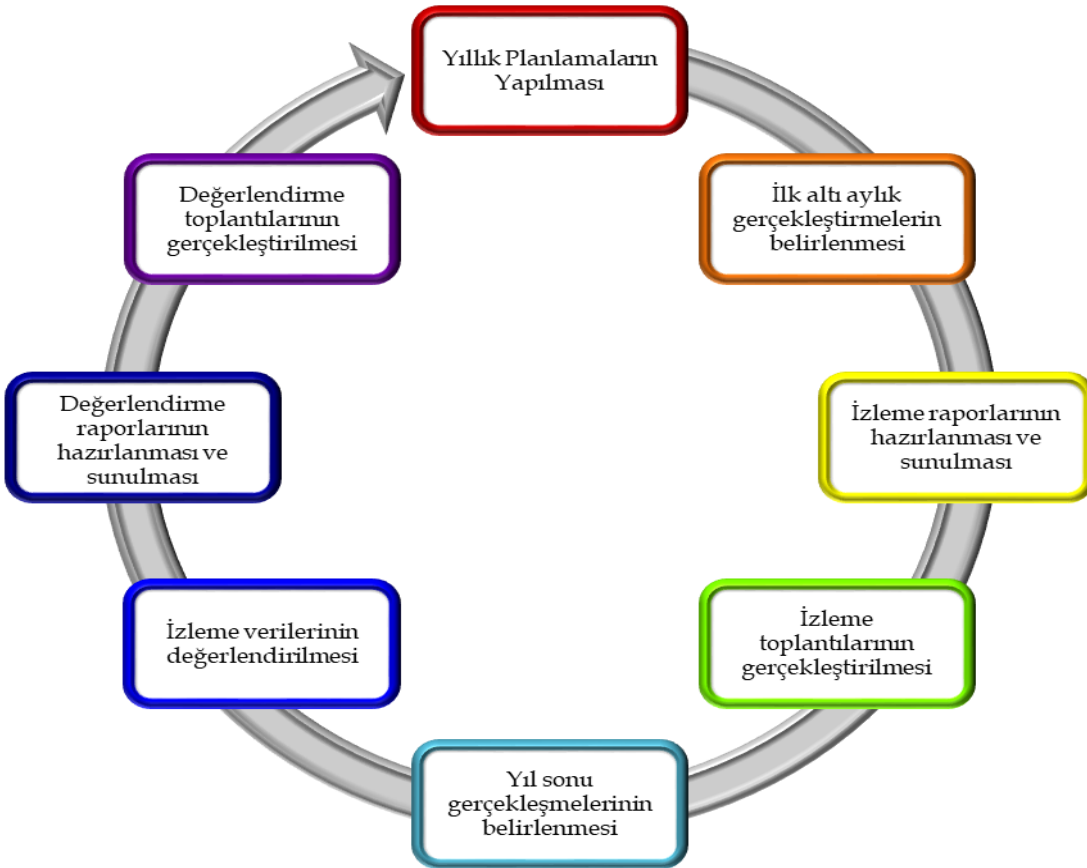 Yıllık Planlamaların
Yapılması
İlk altı aylık
gerçekleştirmelerin
belirlenmesi
İzleme raporlarının
hazırlanması ve
sunulması
İzleme
toplantılarının
gerçekleştirilmesi
Yıl sonu
gerçekleşmelerinin
belirlenmesi
İzleme verilerinin
değerlendirilmesi
Değerlendirme
raporlarının
hazırlanması ve
sunulması
Değerlendirme
toplantılarının
gerçekleştirilmesi